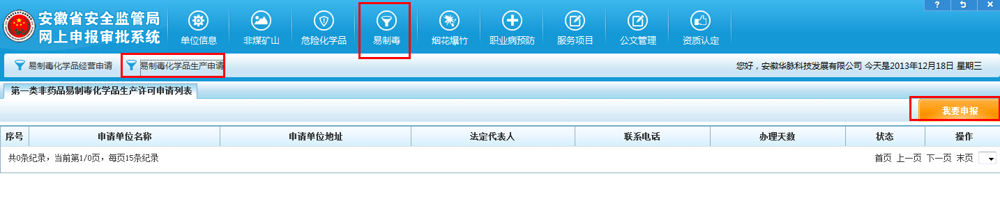 安徽省安全监管局
网上申报审批系统
单位信息
非煤矿山
危险化学品
易制毒
烟花爆竹
职业病预防
服务项目
公文管理
资质认定
易制毒化学品经营申请
易制毒化学品生产申请
您好，安徽华脉科技发展有限公司 今天是2013年12月18日 星期三
第一类非药品易制毒化学品生产许可申请列表
我要申报
序号 申请单位名称 申请单位地址 法定代表人 联系电话 办理天数 状态 操作
共0条纪录，当前第1/0页，每页15条纪录 首页 上一页 下一页 末页